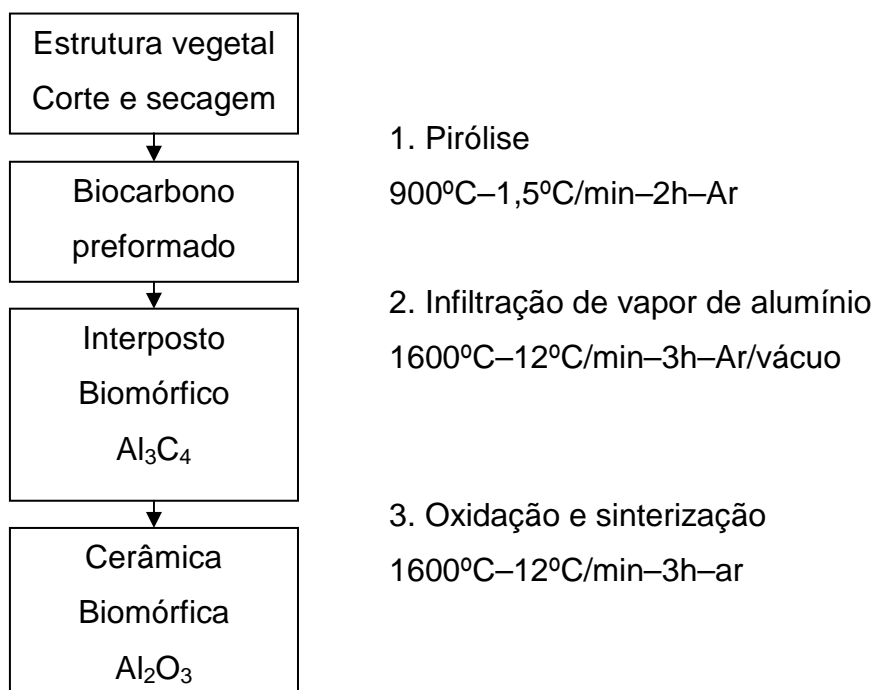 Estrutura vegetal
Corte e secagem
1. Pirólise
900ºC–1,5ºC/min–2h–Ar
Biocarbono
preformado
2. Infiltração de vapor de alumínio
1600ºC–12ºC/min–3h–Ar/vácuo
Interposto
Biomórfico
Al₃C₄
3. Oxidação e sinterização
1600ºC–12ºC/min–3h–ar
Cerâmica
Biomórfica
Al₂O₃